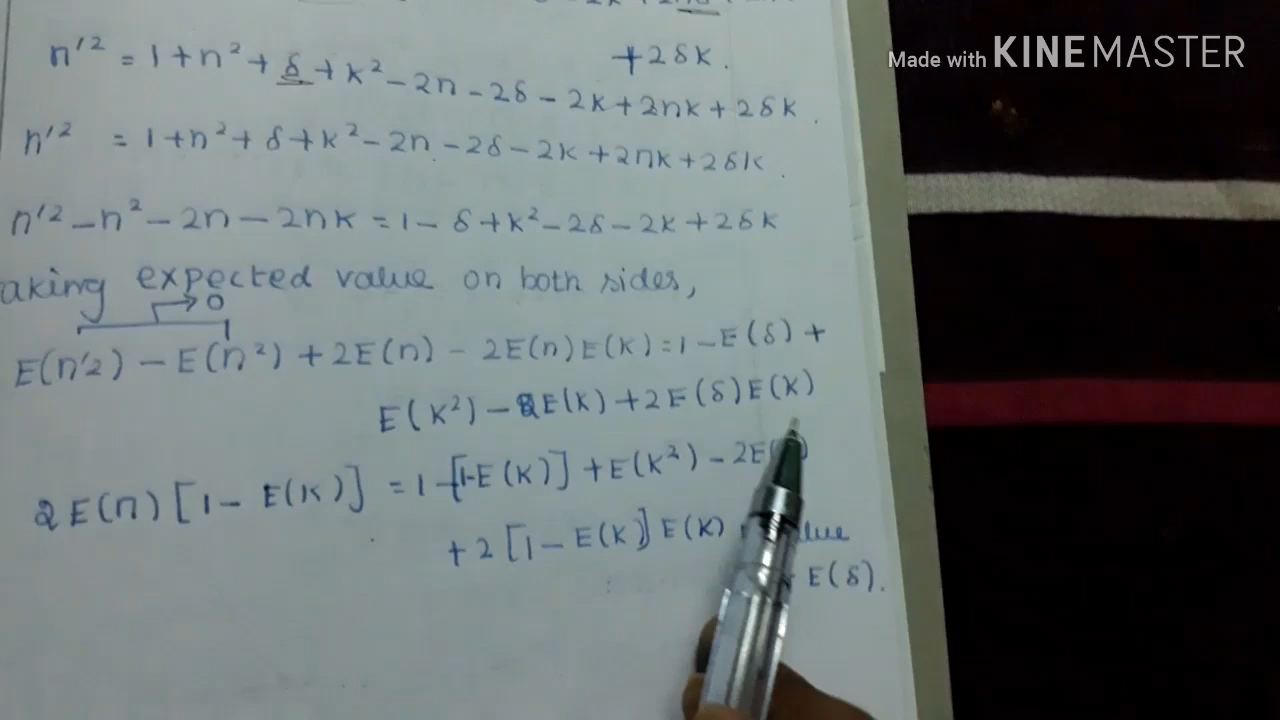 +2δk.
Made with KINEMASTER
n'² = 1+n²+δ+k²-2n-2δ-2k+2nk+2δk.
n'² = 1+n²+δ+k²-2n-2δ-2k+2nk+2δk.
n'²-n²-2n-2nk = 1-δ+k²-2δ-2k+2δk
aking expected value on both sides,
→0
E(n'2)-E(n²)+2E(n)-2E(n)E(k)=1-E(δ)+
E(k²)-2E(k)+2E(δ)E(k)
2E(n)[1-E(k)] = 1-[1-E(k)]+E(k²)-2E(
+2[1-E(k)]E(k)
E(δ).